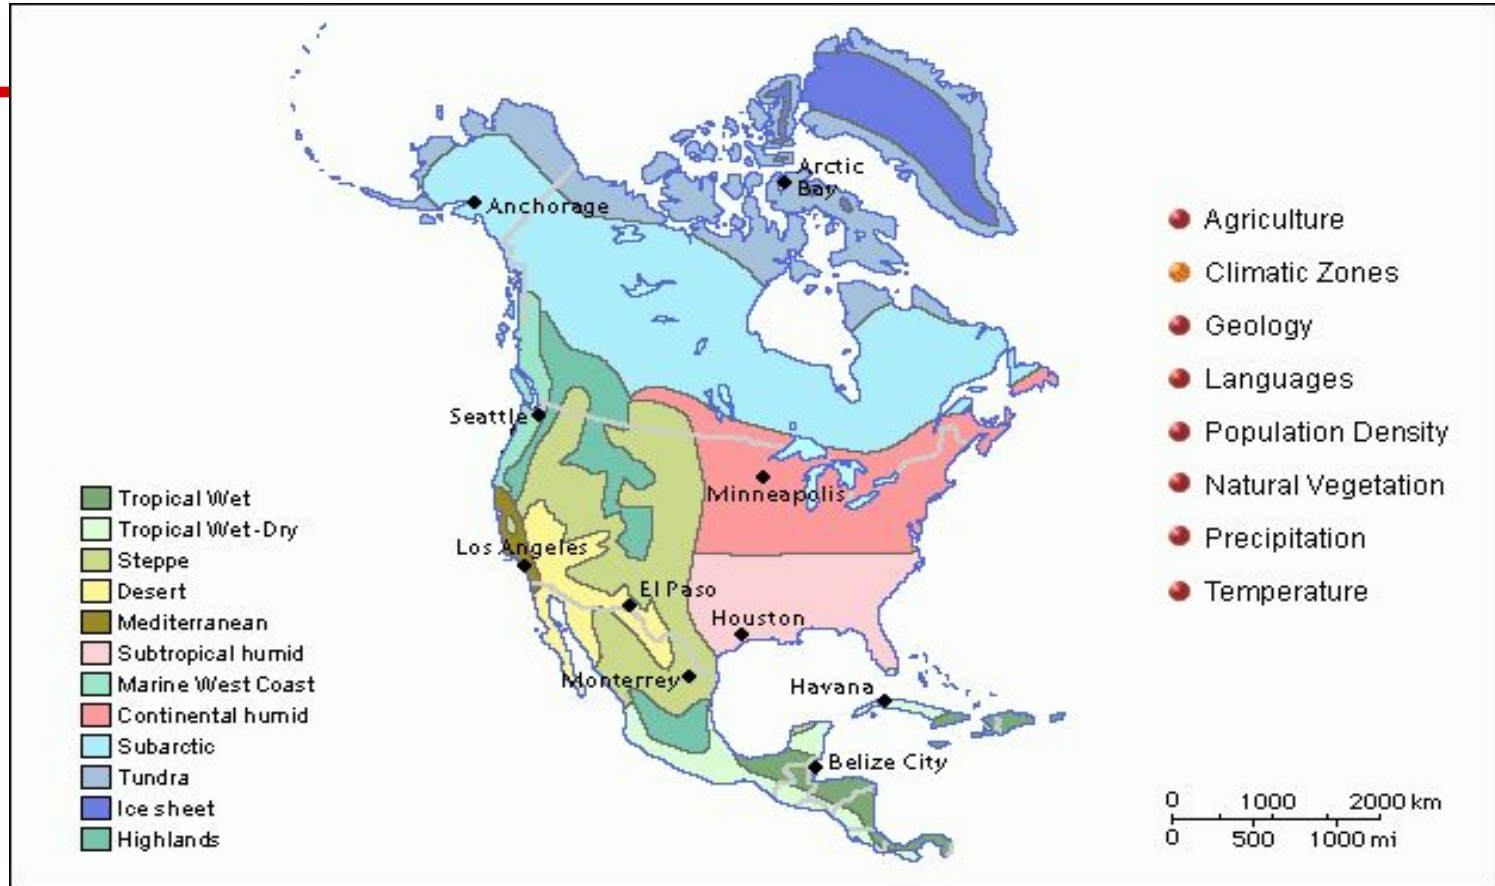 Arctic
Bay
Anchorage
Seattle
Minneapolis
Los Angeles
El Paso
Houston
Monterrey
Havana
Belize City
Tropical Wet
Tropical Wet-Dry
Steppe
Desert
Mediterranean
Subtropical humid
Marine West Coast
Continental humid
Subarctic
Tundra
Ice sheet
Highlands
Agriculture
Climatic Zones
Geology
Languages
Population Density
Natural Vegetation
Precipitation
Temperature
0 1000 2000 km
0 500 1000 mi